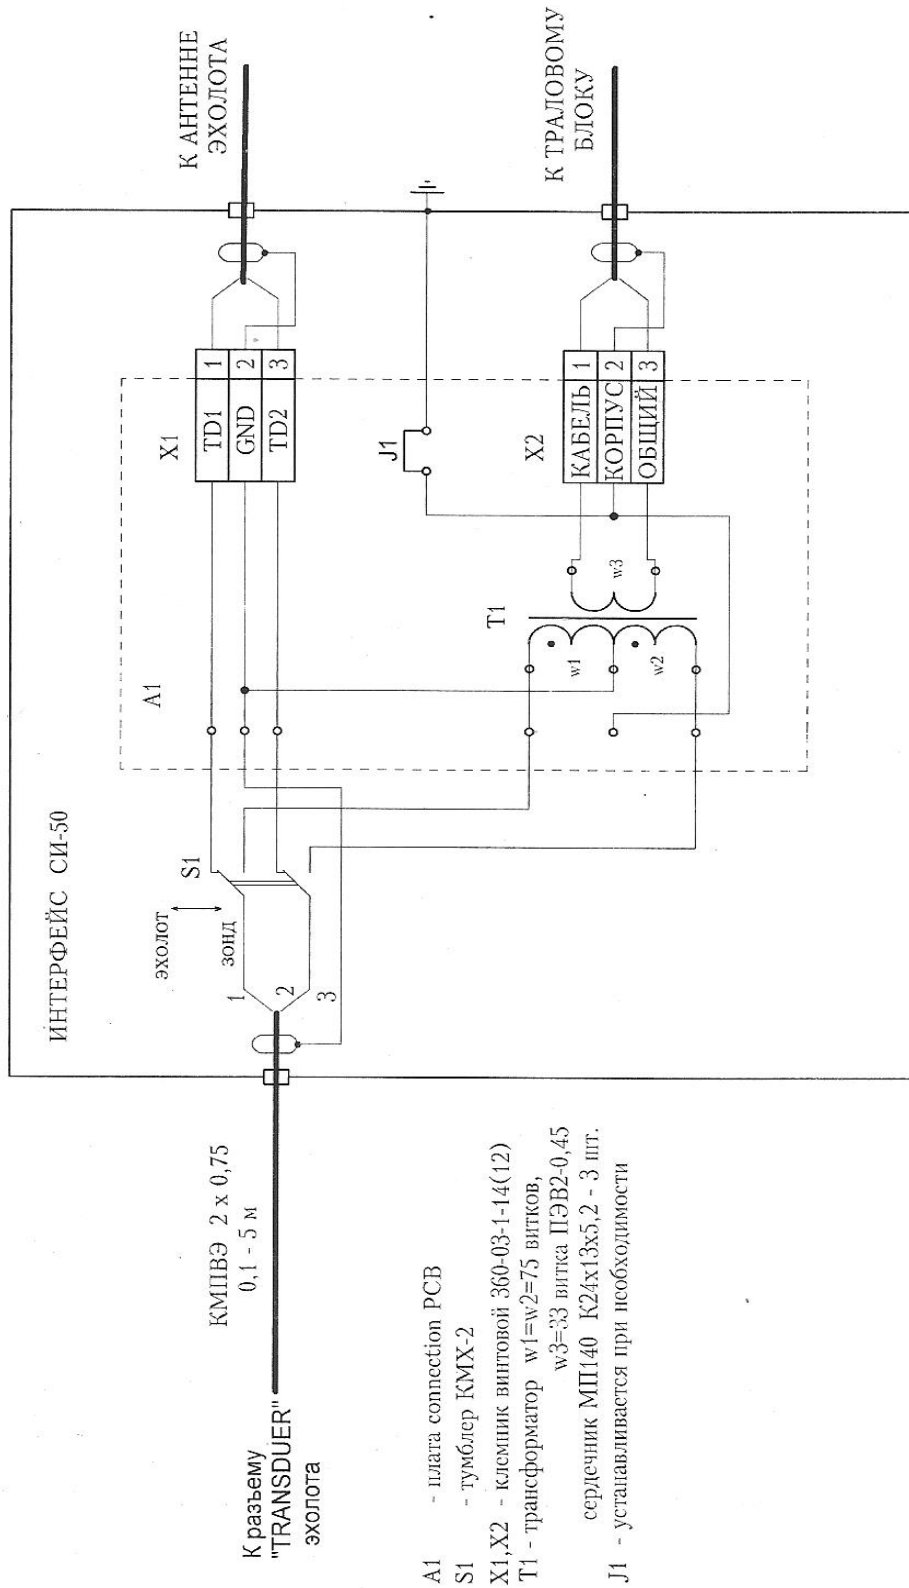 ИНТЕРФЕЙС СИ-50
КМПВЭ 2 х 0,75
0,1 - 5 м
К разъему
"TRANSDUER"
эхолота
ЭХОЛОТ
ЗОНД
S1
1
2
3
A1
X1
TD1 1
GND 2
TD2 3
К АНТЕННЕ
ЭХОЛОТА
J1
T1
w1
w2
w3
X2
КАБЕЛЬ 1
КОРПУС 2
ОБЩИЙ 3
К ТРАЛОВОМУ
БЛОКУ
A1 - плата connection PCB
S1 - тумблер КМХ-2
X1,X2 - клемник винтовой 360-03-1-14(12)
T1 - трансформатор w1=w2=75 витков,
w3=33 витка ПЭВ2-0,45
сердечник МП140 К24х13х5,2 - 3 шт.
J1 - устанавливается при необходимости